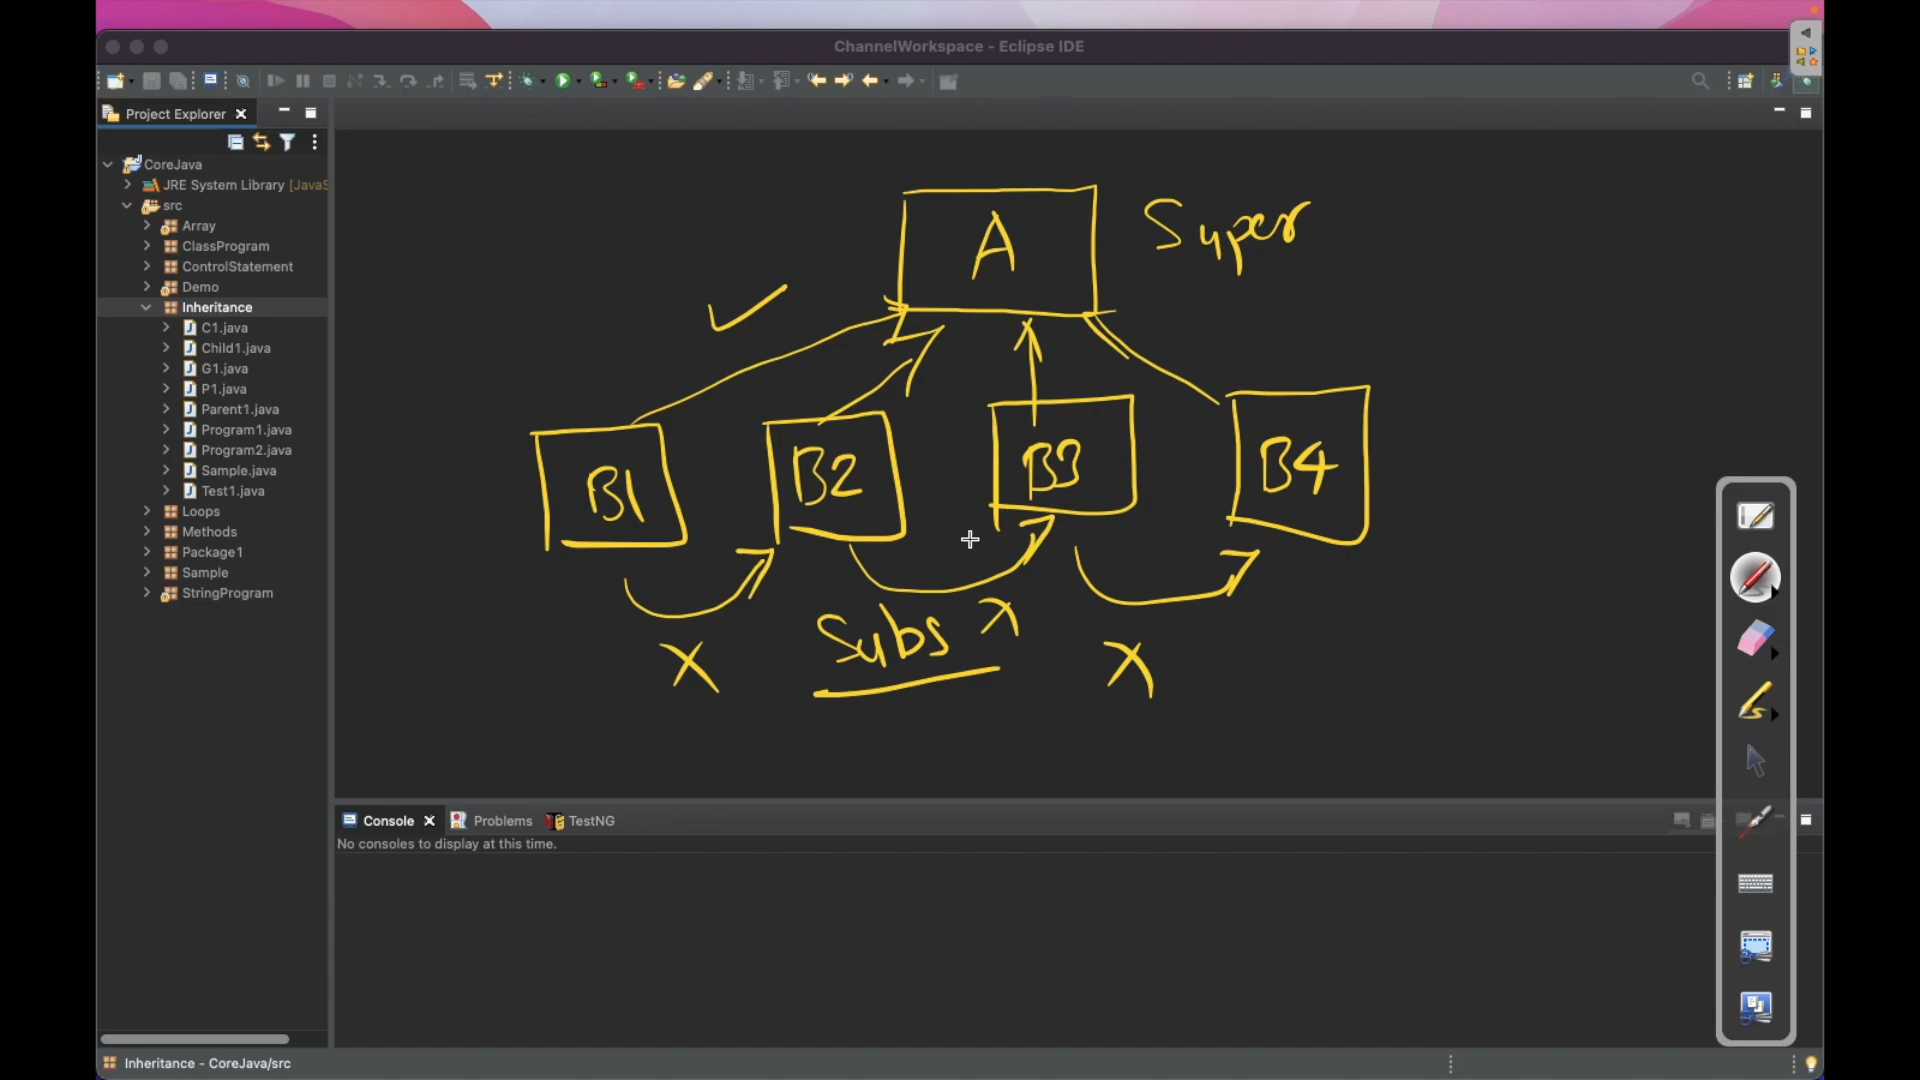 ChannelWorkspace - Eclipse IDE
Project Explorer
CoreJava
JRE System Library [JavaS
src
Array
ClassProgram
ControlStatement
Demo
Inheritance
C1.java
Child1.java
G1.java
P1.java
Parent1.java
Program1.java
Program2.java
Sample.java
Test1.java
Loops
Methods
Package1
Sample
StringProgram
A
Super
B1
B2
B3
B4
Subs
X
X
X
Console
Problems
TestNG
No consoles to display at this time.
Inheritance - CoreJava/src